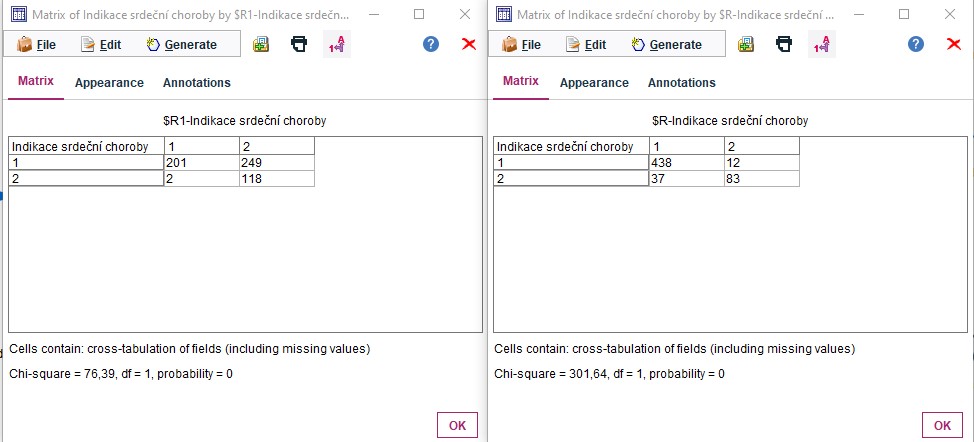 Matrix of Indikace srdeční choroby by $R1-Indikace srdečn...
File Edit Generate
Matrix Appearance Annotations
$R1-Indikace srdeční choroby
Indikace srdeční choroby 1 2
1 201 249
2 2 118
Cells contain: cross-tabulation of fields (including missing values)
Chi-square = 76,39, df = 1, probability = 0
OK
Matrix of Indikace srdeční choroby by $R-Indikace srdeční ...
File Edit Generate
Matrix Appearance Annotations
$R-Indikace srdeční choroby
Indikace srdeční choroby 1 2
1 438 12
2 37 83
Cells contain: cross-tabulation of fields (including missing values)
Chi-square = 301,64, df = 1, probability = 0
OK